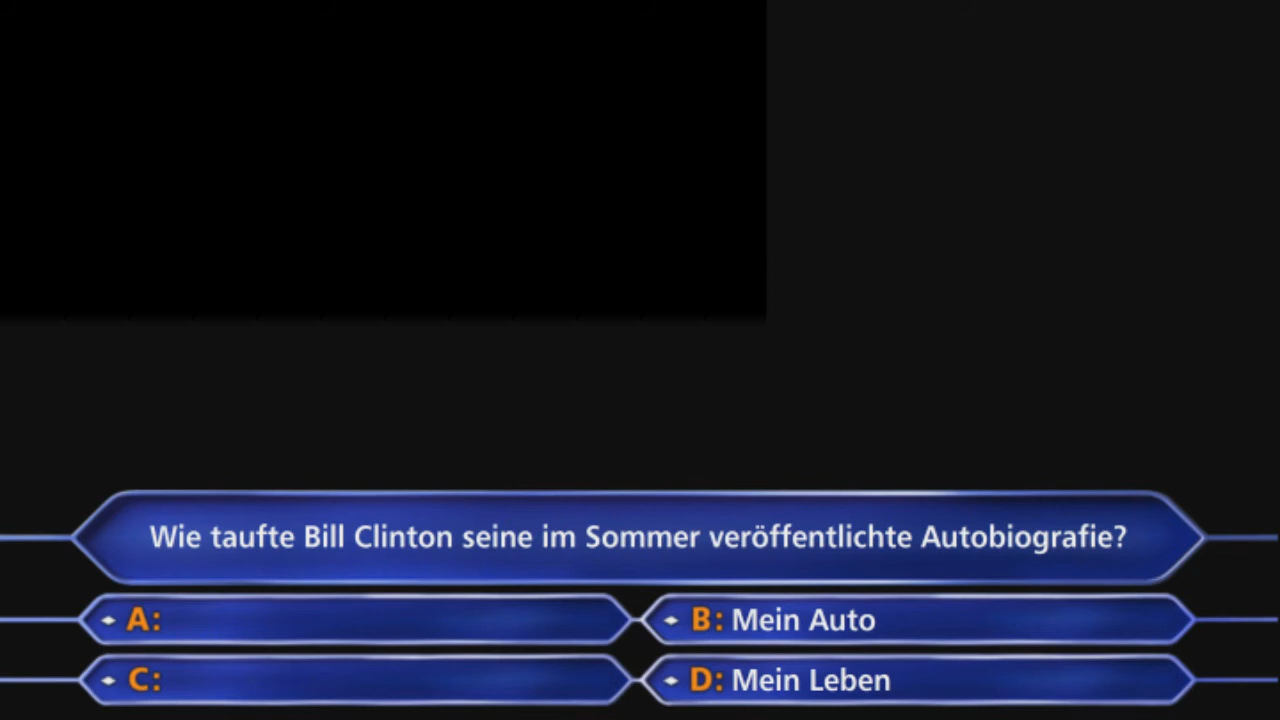 Wie taufte Bill Clinton seine im Sommer veröffentlichte Autobiografie?
A:
B: Mein Auto
C:
D: Mein Leben